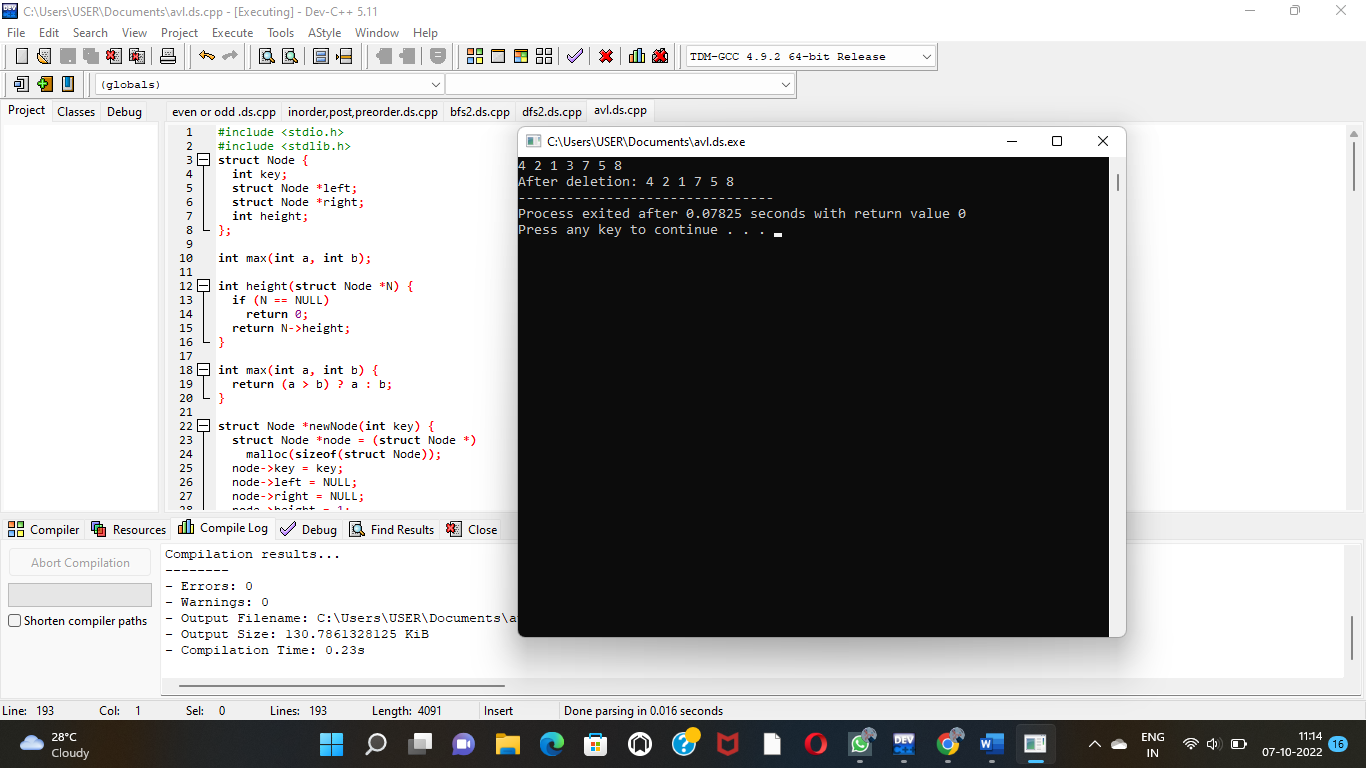 C:\Users\USER\Documents\avl.ds.cpp - [Executing] - Dev-C++ 5.11
File Edit Search View Project Execute Tools AStyle Window Help
TDM-GCC 4.9.2 64-bit Release
(globals)
Project Classes Debug
even or odd .ds.cpp inorder,post,preorder.ds.cpp bfs2.ds.cpp dfs2.ds.cpp avl.ds.cpp
1 #include <stdio.h>
2 #include <stdlib.h>
3 struct Node {
4 int key;
5 struct Node *left;
6 struct Node *right;
7 int height;
8 };
9
10 int max(int a, int b);
11
12 int height(struct Node *N) {
13 if (N == NULL)
14 return 0;
15 return N->height;
16 }
17
18 int max(int a, int b) {
19 return (a > b) ? a : b;
20 }
21
22 struct Node *newNode(int key) {
23 struct Node *node = (struct Node *)
24 malloc(sizeof(struct Node));
25 node->key = key;
26 node->left = NULL;
27 node->right = NULL;
28 node->height = 1;
C:\Users\USER\Documents\avl.ds.exe
4 2 1 3 7 5 8
After deletion: 4 2 1 7 5 8
--------------------------------
Process exited after 0.07825 seconds with return value 0
Press any key to continue . . .
Compiler Resources Compile Log Debug Find Results Close
Abort Compilation
Shorten compiler paths
Compilation results...
--------
- Errors: 0
- Warnings: 0
- Output Filename: C:\Users\USER\Documents\a
- Output Size: 130.7861328125 KiB
- Compilation Time: 0.23s
Line: 193 Col: 1 Sel: 0 Lines: 193 Length: 4091 Insert Done parsing in 0.016 seconds
28°C
Cloudy
DEV
ENG
IN
11:14
07-10-2022
16